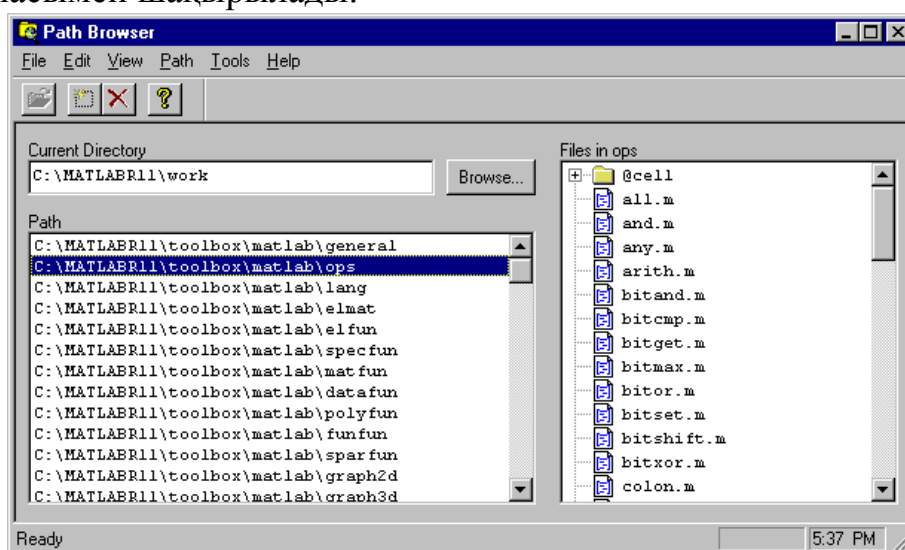 шақырылады.
Path Browser
File Edit View Path Tools Help
Current Directory
C:\MATLABR11\work
Browse...
Path
C:\MATLABR11\toolbox\matlab\general
C:\MATLABR11\toolbox\matlab\ops
C:\MATLABR11\toolbox\matlab\lang
C:\MATLABR11\toolbox\matlab\elmat
C:\MATLABR11\toolbox\matlab\elfun
C:\MATLABR11\toolbox\matlab\specfun
C:\MATLABR11\toolbox\matlab\matfun
C:\MATLABR11\toolbox\matlab\datafun
C:\MATLABR11\toolbox\matlab\polyfun
C:\MATLABR11\toolbox\matlab\funfun
C:\MATLABR11\toolbox\matlab\sparfun
C:\MATLABR11\toolbox\matlab\graph2d
C:\MATLABR11\toolbox\matlab\graph3d
Files in ops
@cell
all.m
and.m
any.m
arith.m
bitand.m
bitcmp.m
bitget.m
bitmax.m
bitor.m
bitset.m
bitshift.m
bitxor.m
colon.m
Ready
5:37 PM